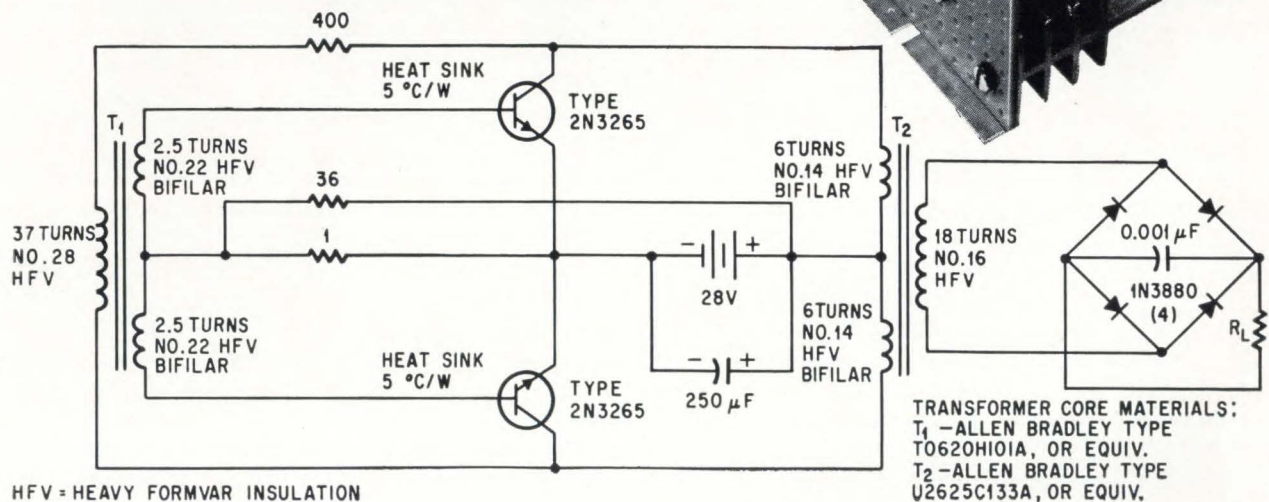 400
HEAT SINK
5 °C/W
TYPE
2N3265
T1
2.5 TURNS
NO.22 HFV
BIFILAR
36
1
37 TURNS
NO.28
HFV
2.5 TURNS
NO.22 HFV
BIFILAR
HEAT SINK
5 °C/W
TYPE
2N3265
- +
28V
- +
250 μF
T2
6 TURNS
NO.14 HFV
BIFILAR
6 TURNS
NO.14
HFV
BIFILAR
18 TURNS
NO.16
HFV
0.001 μF
1N3880
(4)
RL
TRANSFORMER CORE MATERIALS:
T1 -ALLEN BRADLEY TYPE
T0620H101A, OR EQUIV.
T2 -ALLEN BRADLEY TYPE
U2625C133A, OR EQUIV.
HFV = HEAVY FORMVAR INSULATION